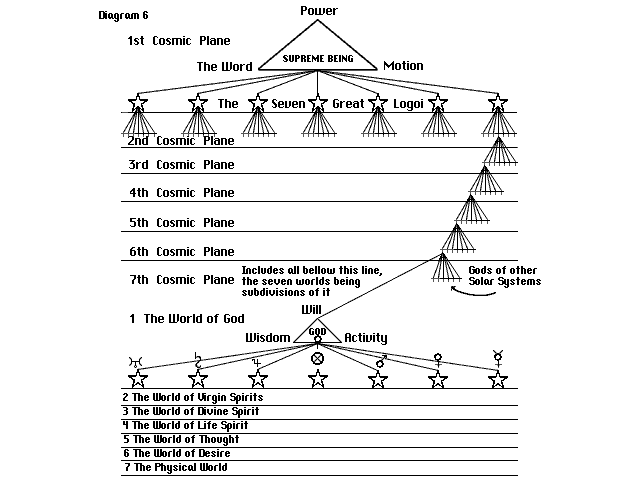 Diagram 6
Power
1st Cosmic Plane
SUPREME BEING
The Word
Motion
The Seven Great Logoi
2nd Cosmic Plane
3rd Cosmic Plane
4th Cosmic Plane
5th Cosmic Plane
6th Cosmic Plane
7th Cosmic Plane
Includes all bellow this line,
the seven worlds being
subdivisions of it
Gods of other
Solar Systems
Will
1 The World of God
GOD
Wisdom
Activity
2 The World of Virgin Spirits
3 The World of Divine Spirit
4 The World of Life Spirit
5 The World of Thought
6 The World of Desire
7 The Physical World